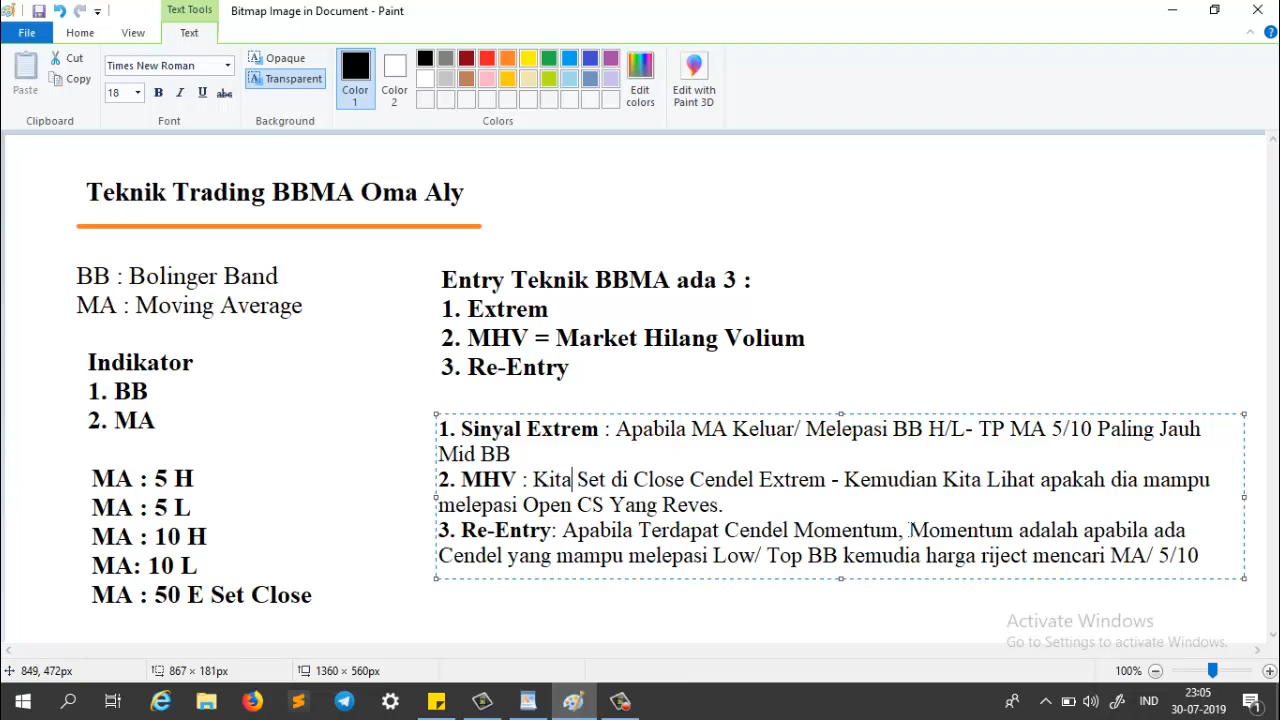 Text Tools
Bitmap Image in Document - Paint
File
Home
View
Text
Paste
Cut
Copy
Clipboard
Times New Roman
18
B
I
U
abc
Font
Opaque
Transparent
Background
Color 1
Color 2
Edit colors
Colors
Edit with Paint 3D
Teknik Trading BBMA Oma Aly
BB : Bolinger Band
MA : Moving Average
Indikator
1. BB
2. MA
MA : 5 H
MA : 5 L
MA : 10 H
MA: 10 L
MA : 50 E Set Close
Entry Teknik BBMA ada 3 :
1. Extrem
2. MHV = Market Hilang Volium
3. Re-Entry
1. Sinyal Extrem : Apabila MA Keluar/ Melepasi BB H/L- TP MA 5/10 Paling Jauh
Mid BB
2. MHV : Kita Set di Close Cendel Extrem - Kemudian Kita Lihat apakah dia mampu
melepasi Open CS Yang Reves.
3. Re-Entry: Apabila Terdapat Cendel Momentum, Momentum adalah apabila ada
Cendel yang mampu melepasi Low/ Top BB kemudia harga riject mencari MA/ 5/10
Activate Windows
Go to Settings to activate Windows.
849, 472px
867 × 181px
1360 × 560px
100%
IND
23:05
30-07-2019
1